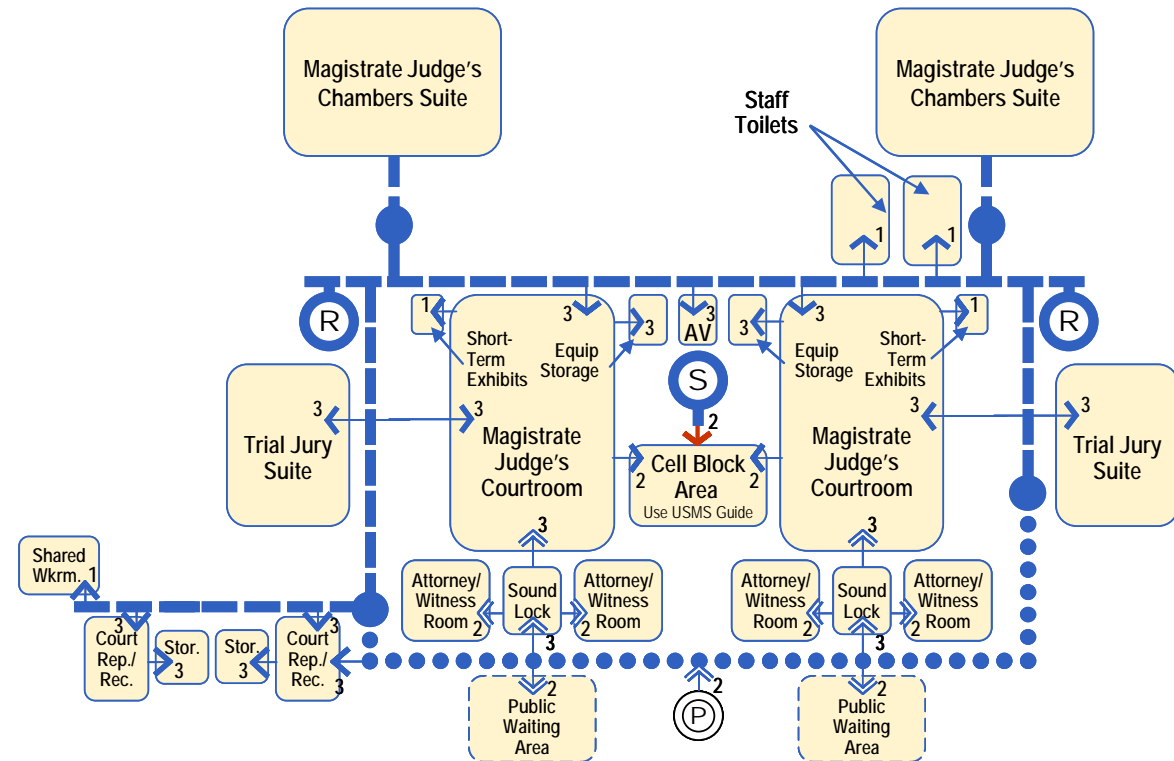 Magistrate Judge's
Chambers Suite
Magistrate Judge's
Chambers Suite
Staff
Toilets
1
1
R
R
1
3
3
3
AV
3
3
1
Short-
Term
Exhibits
Equip
Storage
Equip
Storage
Short-
Term
Exhibits
S
2
3
3
3
3
Trial Jury
Suite
Magistrate
Judge's
Courtroom
2
Cell Block
Area
Use USMS Guide
2
Magistrate
Judge's
Courtroom
Trial Jury
Suite
3
3
Shared
Wkrm.
1
Attorney/
Witness
Room
2
Sound
Lock
Attorney/
Witness
Room
2
Attorney/
Witness
Room
2
Sound
Lock
Attorney/
Witness
Room
2
3
3
3
Court
Rep./
Rec.
Stor.
3
Stor.
3
3
Court
Rep./
Rec.
3
2
Public
Waiting
Area
2
P
2
Public
Waiting
Area